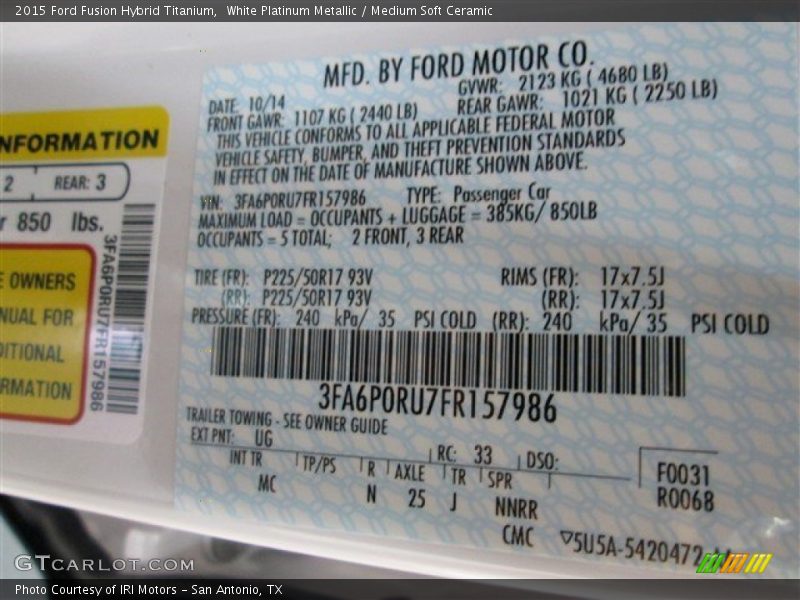 2015 Ford Fusion Hybrid Titanium,  White Platinum Metallic / Medium Soft Ceramic
NFORMATION
2 REAR: 3
850 lbs.
OWNERS
NUAL FOR
DITIONAL
RMATION
3FA6P0RU7FR157986
MFD. BY FORD MOTOR CO.
DATE: 10/14 GVWR: 2123 KG ( 4680 LB)
FRONT GAWR: 1107 KG ( 2440 LB) REAR GAWR: 1021 KG ( 2250 LB)
THIS VEHICLE CONFORMS TO ALL APPLICABLE FEDERAL MOTOR
VEHICLE SAFETY, BUMPER, AND THEFT PREVENTION STANDARDS
IN EFFECT ON THE DATE OF MANUFACTURE SHOWN ABOVE.
VIN: 3FA6P0RU7FR157986 TYPE: Passenger Car
MAXIMUM LOAD = OCCUPANTS + LUGGAGE = 385KG/ 850LB
OCCUPANTS = 5 TOTAL; 2 FRONT, 3 REAR
TIRE (FR): P225/50R17 93V RIMS (FR): 17x7.5J
(RR): P225/50R17 93V (RR): 17x7.5J
PRESSURE (FR): 240 kPa/ 35 PSI COLD (RR): 240 kPa/ 35 PSI COLD
3FA6P0RU7FR157986
TRAILER TOWING - SEE OWNER GUIDE
EXT PNT: UG RC: 33 DSO:
INT TR TP/PS R AXLE TR SPR F0031
MC N 25 J NNRR R0068
CMC ▽5U5A-5420472
GTCARLOT.COM
Photo Courtesy of IRI Motors – San Antonio, TX